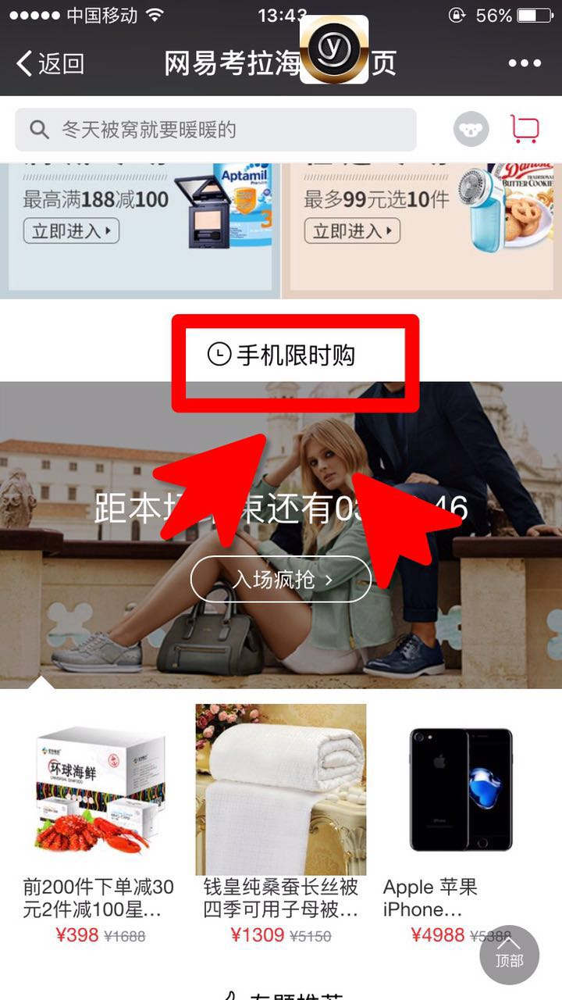 中国移动
13:43
56%
返回
网易考拉海
页
冬天被窝就要暖暖的
最高满188减100
立即进入
Aptamil
3
最多99元选10件
立即进入
BUTTER COOKIE
手机限时购
距本
束还有0
46
入场疯抢
环球海鲜
UNIVERSAL SEAFOOD
前200件下单减30
元2件减100星...
¥398 ¥1688
钱皇纯桑蚕长丝被
四季可用子母被...
¥1309 ¥5150
Apple 苹果
iPhone...
¥4988 ¥5388
顶部